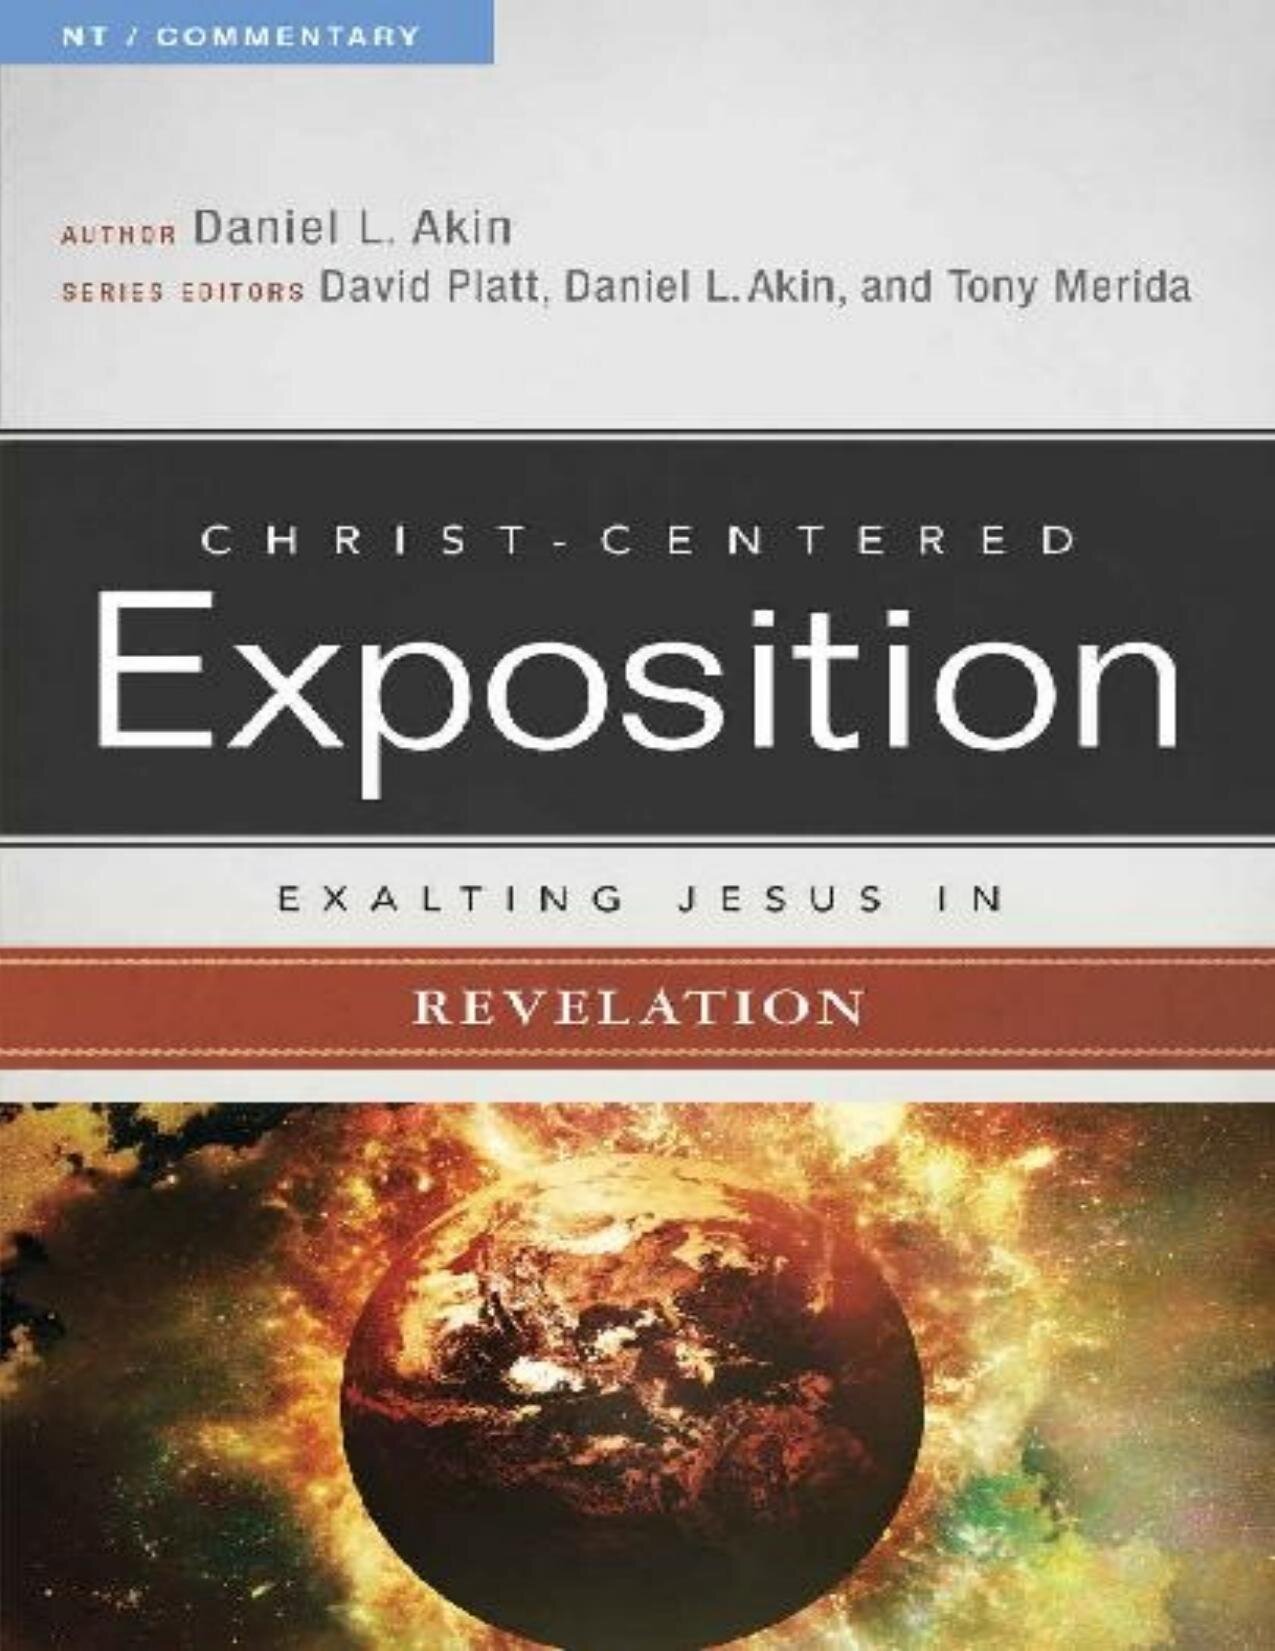 NT / COMMENTARY
AUTHOR Daniel L. Akin
SERIES EDITORS David Platt, Daniel L. Akin, and Tony Merida
CHRIST-CENTERED
Exposition
EXALTING JESUS IN
REVELATION